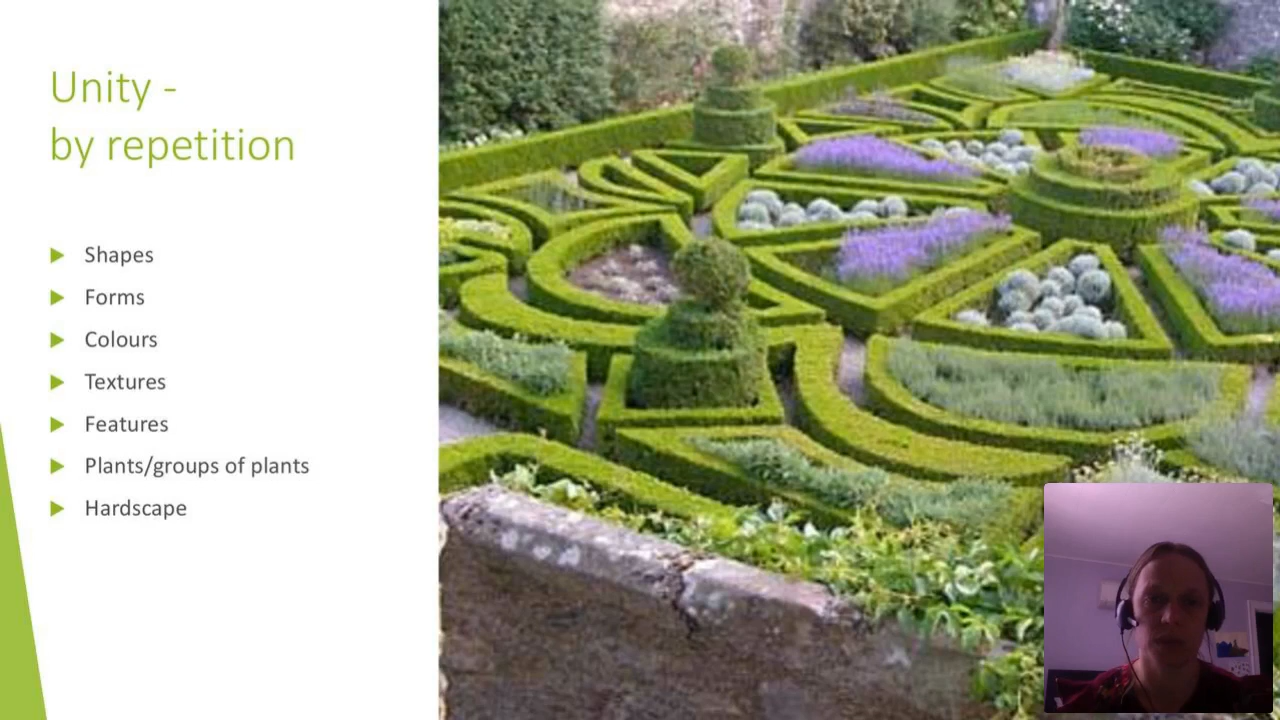 Unity -
by repetition
Shapes
Forms
Colours
Textures
Features
Plants/groups of plants
Hardscape